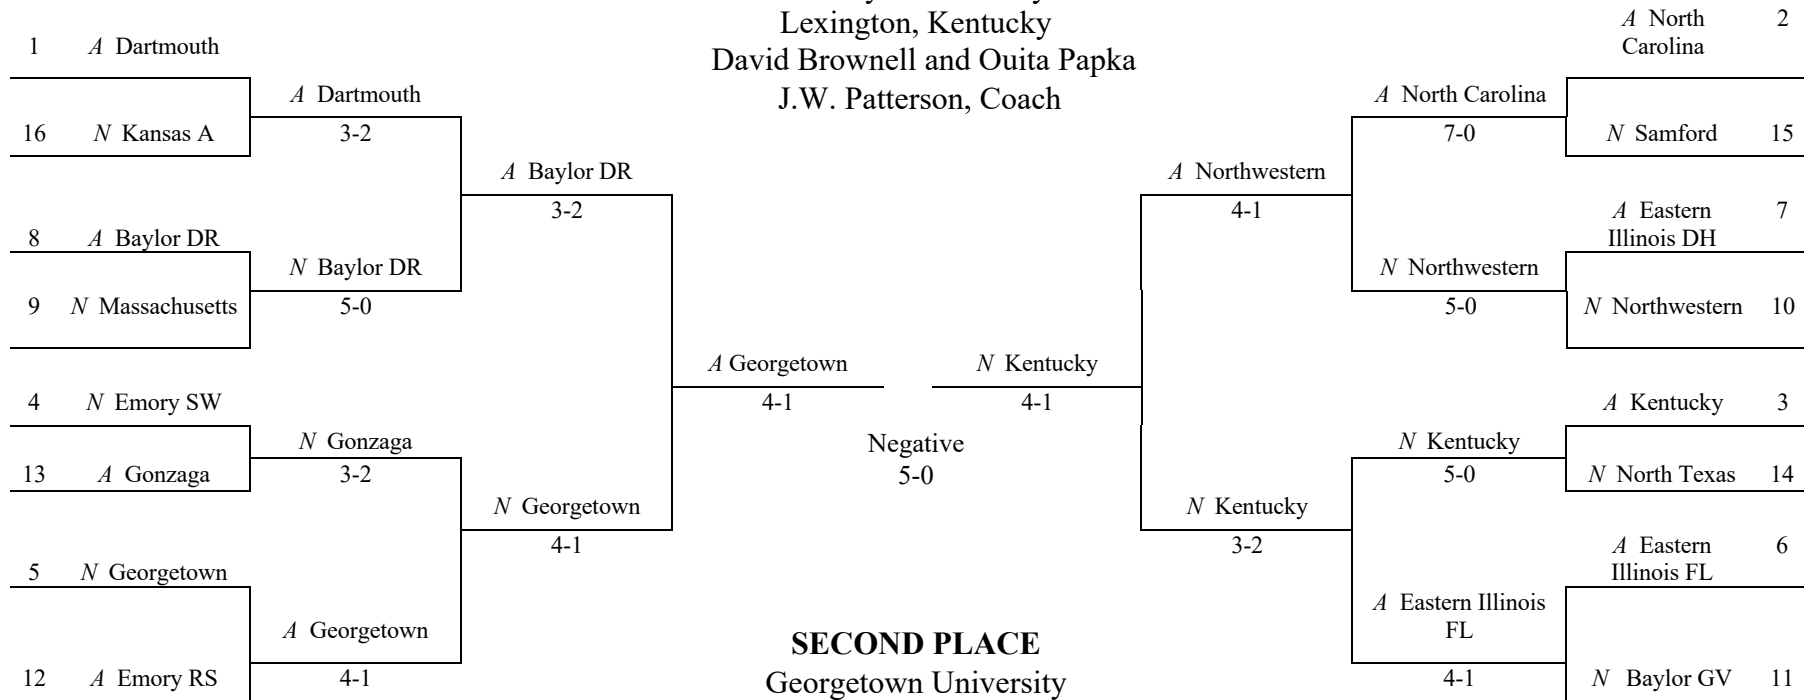 Lexington, Kentucky
David Brownell and Ouita Papka
J.W. Patterson, Coach
1 A Dartmouth
16 N Kansas A
8 A Baylor DR
9 N Massachusetts
4 N Emory SW
13 A Gonzaga
5 N Georgetown
12 A Emory RS
A Dartmouth
3-2
N Baylor DR
5-0
N Gonzaga
3-2
A Georgetown
4-1
A Baylor DR
3-2
N Georgetown
4-1
A Georgetown
4-1
N Kentucky
4-1
Negative
5-0
A Northwestern
4-1
N Kentucky
3-2
A North Carolina
7-0
N Northwestern
5-0
N Kentucky
5-0
A Eastern Illinois
FL
4-1
A North 2
Carolina
N Samford 15
A Eastern 7
Illinois DH
N Northwestern 10
A Kentucky 3
N North Texas 14
A Eastern 6
Illinois FL
N Baylor GV 11
SECOND PLACE
Georgetown University